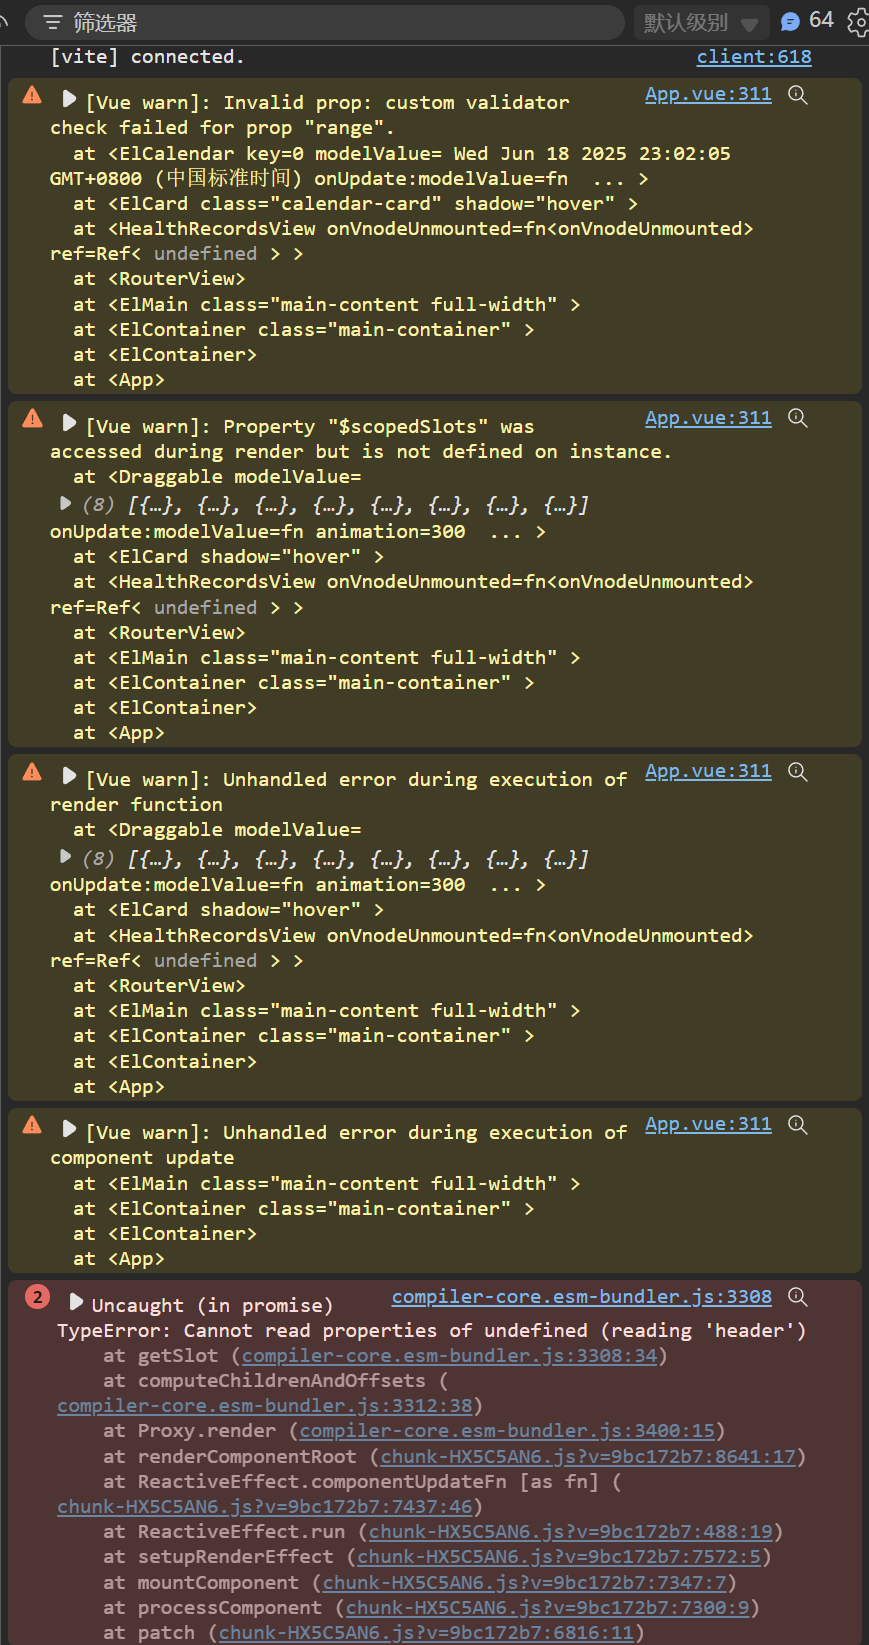 筛选器 默认级别 64
[vite] connected. client:618
[Vue warn]: Invalid prop: custom validator App.vue:311
check failed for prop "range".
at <ElCalendar key=0 modelValue= Wed Jun 18 2025 23:02:05
GMT+0800 (中国标准时间) onUpdate:modelValue=fn ... >
at <ElCard class="calendar-card" shadow="hover" >
at <HealthRecordsView onVnodeUnmounted=fn<onVnodeUnmounted>
ref=Ref< undefined > >
at <RouterView>
at <ElMain class="main-content full-width" >
at <ElContainer class="main-container" >
at <ElContainer>
at <App>
[Vue warn]: Property "$scopedSlots" was App.vue:311
accessed during render but is not defined on instance.
at <Draggable modelValue=
(8) [{…}, {…}, {…}, {…}, {…}, {…}, {…}, {…}]
onUpdate:modelValue=fn animation=300 ... >
at <ElCard shadow="hover" >
at <HealthRecordsView onVnodeUnmounted=fn<onVnodeUnmounted>
ref=Ref< undefined > >
at <RouterView>
at <ElMain class="main-content full-width" >
at <ElContainer class="main-container" >
at <ElContainer>
at <App>
[Vue warn]: Unhandled error during execution of App.vue:311
render function
at <Draggable modelValue=
(8) [{…}, {…}, {…}, {…}, {…}, {…}, {…}, {…}]
onUpdate:modelValue=fn animation=300 ... >
at <ElCard shadow="hover" >
at <HealthRecordsView onVnodeUnmounted=fn<onVnodeUnmounted>
ref=Ref< undefined > >
at <RouterView>
at <ElMain class="main-content full-width" >
at <ElContainer class="main-container" >
at <ElContainer>
at <App>
[Vue warn]: Unhandled error during execution of App.vue:311
component update
at <ElMain class="main-content full-width" >
at <ElContainer class="main-container" >
at <ElContainer>
at <App>
2 Uncaught (in promise) compiler-core.esm-bundler.js:3308
TypeError: Cannot read properties of undefined (reading 'header')
at getSlot (compiler-core.esm-bundler.js:3308:34)
at computeChildrenAndOffsets (
compiler-core.esm-bundler.js:3312:38)
at Proxy.render (compiler-core.esm-bundler.js:3400:15)
at renderComponentRoot (chunk-HX5C5AN6.js?v=9bc172b7:8641:17)
at ReactiveEffect.componentUpdateFn [as fn] (
chunk-HX5C5AN6.js?v=9bc172b7:7437:46)
at ReactiveEffect.run (chunk-HX5C5AN6.js?v=9bc172b7:488:19)
at setupRenderEffect (chunk-HX5C5AN6.js?v=9bc172b7:7572:5)
at mountComponent (chunk-HX5C5AN6.js?v=9bc172b7:7347:7)
at processComponent (chunk-HX5C5AN6.js?v=9bc172b7:7300:9)
at patch (chunk-HX5C5AN6.js?v=9bc172b7:6816:11)